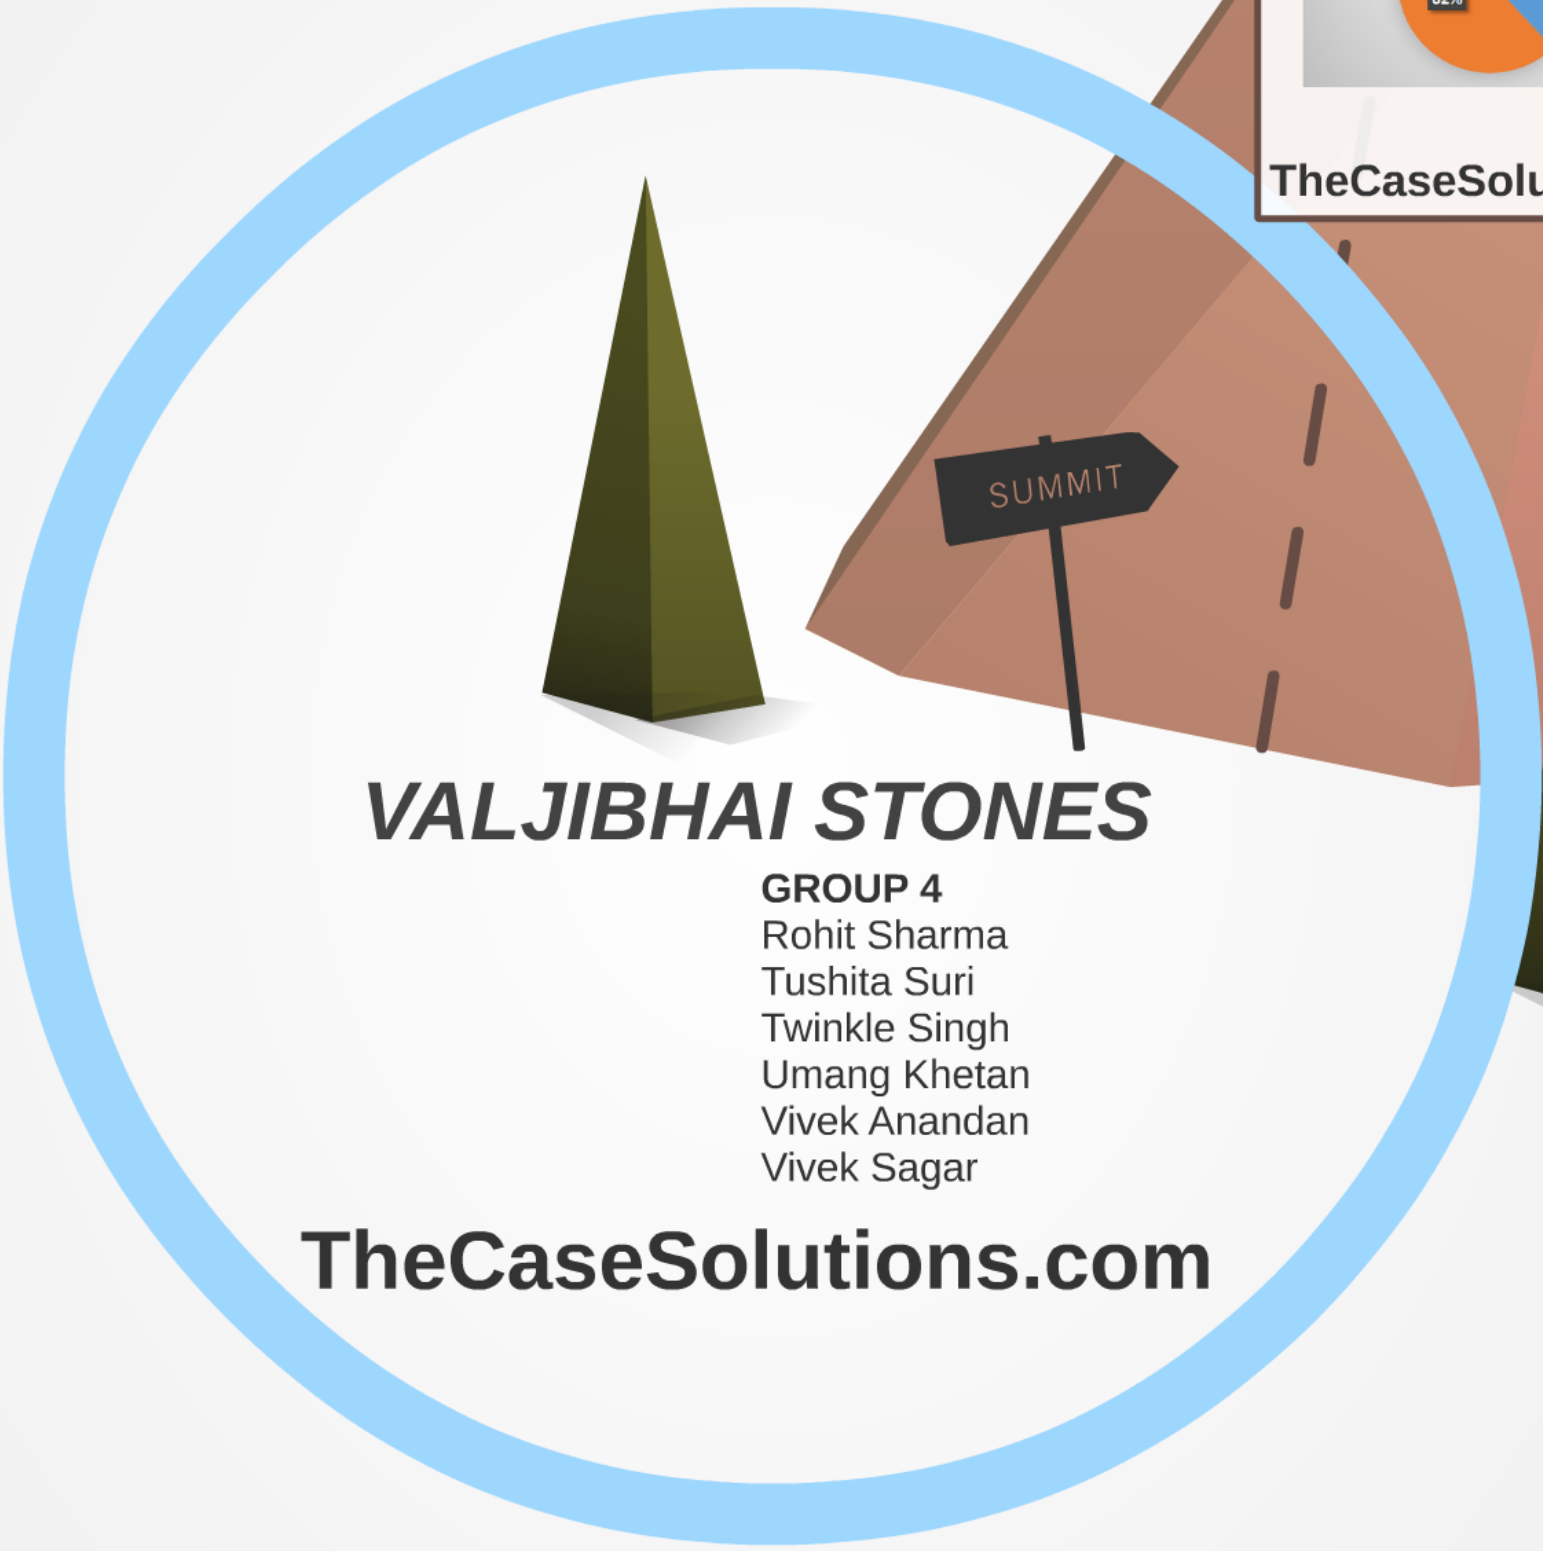 TheCaseSolu
SUMMIT
VALJIBHAI STONES
GROUP 4
Rohit Sharma
Tushita Suri
Twinkle Singh
Umang Khetan
Vivek Anandan
Vivek Sagar
TheCaseSolutions.com